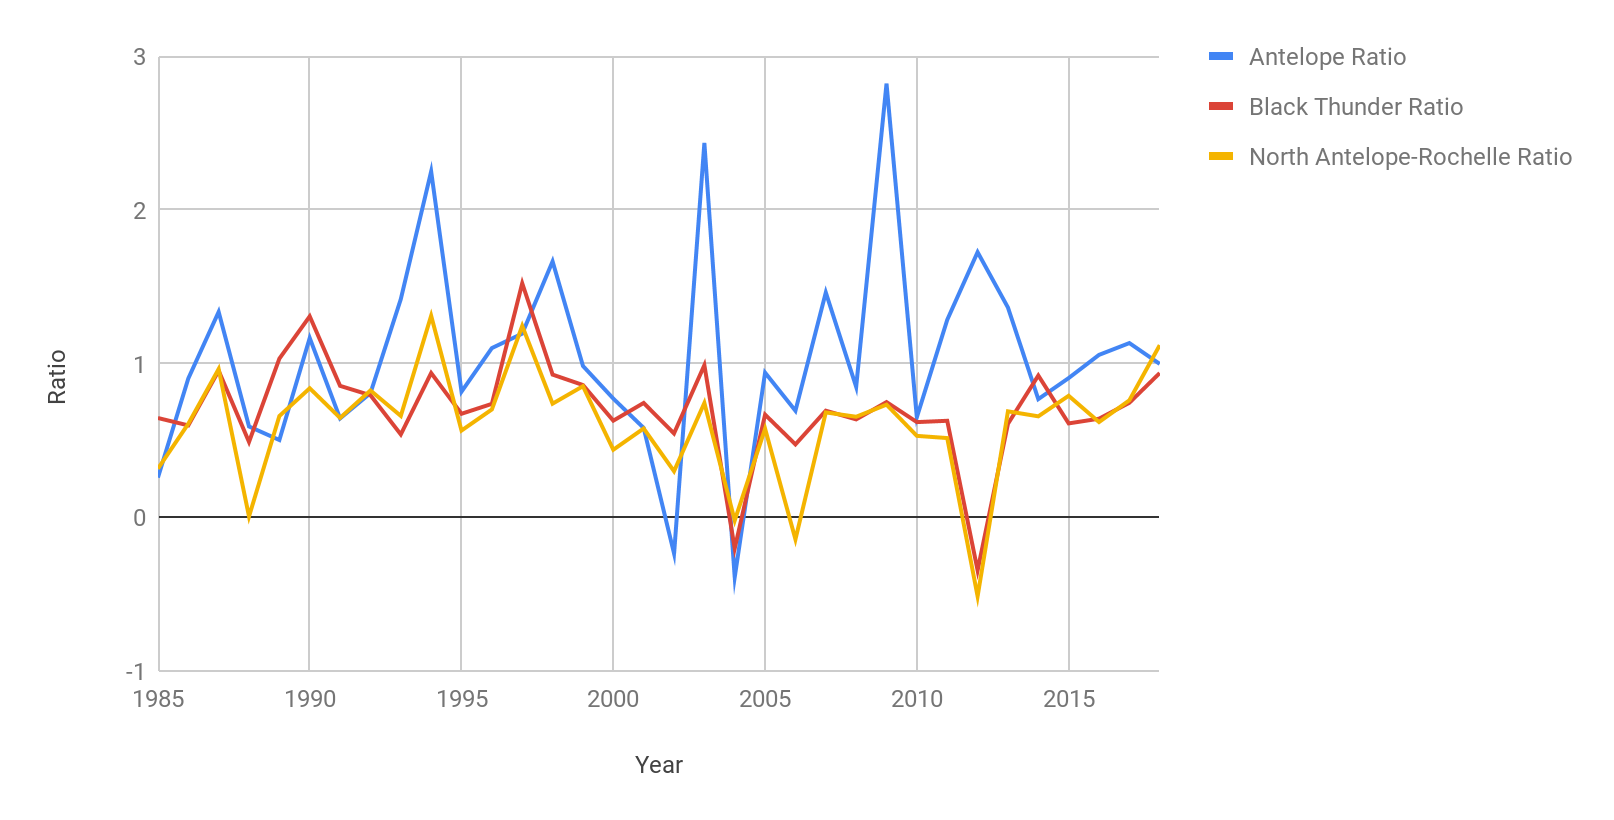 3
2
1
0
-1
Ratio
1985 1990 1995 2000 2005 2010 2015
Year
Antelope Ratio
Black Thunder Ratio
North Antelope-Rochelle Ratio